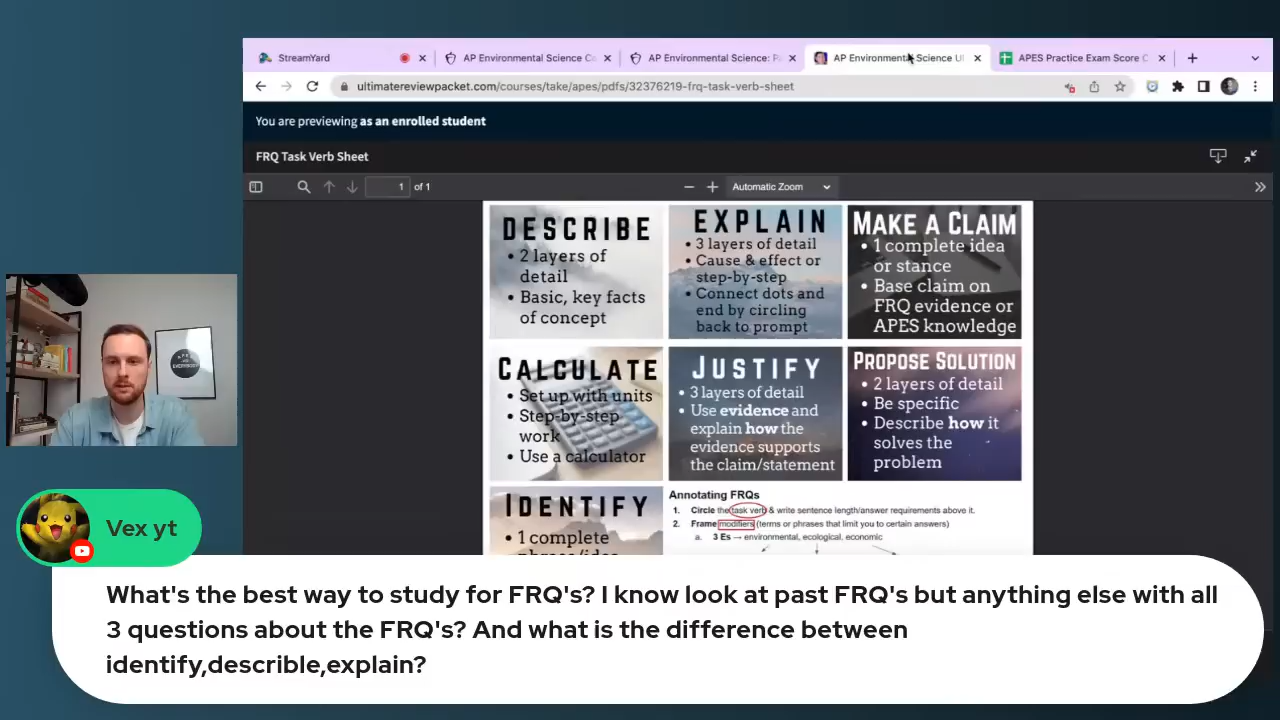 StreamYard
AP Environmental Science Co
AP Environmental Science: P
AP Environmental Science Ul
APES Practice Exam Score C
ultimatereviewpacket.com/courses/take/apes/pdfs/32376219-frq-task-verb-sheet
You are previewing as an enrolled student
FRQ Task Verb Sheet
1 of 1
Automatic Zoom
DESCRIBE
• 2 layers of
detail
• Basic, key facts
of concept
EXPLAIN
• 3 layers of detail
• Cause & effect or
step-by-step
• Connect dots and
end by circling
back to prompt
MAKE A CLAIM
• 1 complete idea
or stance
• Base claim on
FRQ evidence or
APES knowledge
CALCULATE
• Set up with units
• Step-by-step
work
• Use a calculator
JUSTIFY
• 3 layers of detail
• Use evidence and
explain how the
evidence supports
the claim/statement
PROPOSE SOLUTION
• 2 layers of detail
• Be specific
• Describe how it
solves the
problem
IDENTIFY
• 1 complete
phrase/idea
Annotating FRQs
1. Circle the task verb & write sentence length/answer requirements above it.
2. Frame modifiers (terms or phrases that limit you to certain answers)
a. 3 Es → environmental, ecological, economic
Vex yt
What's the best way to study for FRQ's? I know look at past FRQ's but anything else with all
3 questions about the FRQ's? And what is the difference between
identify,describle,explain?